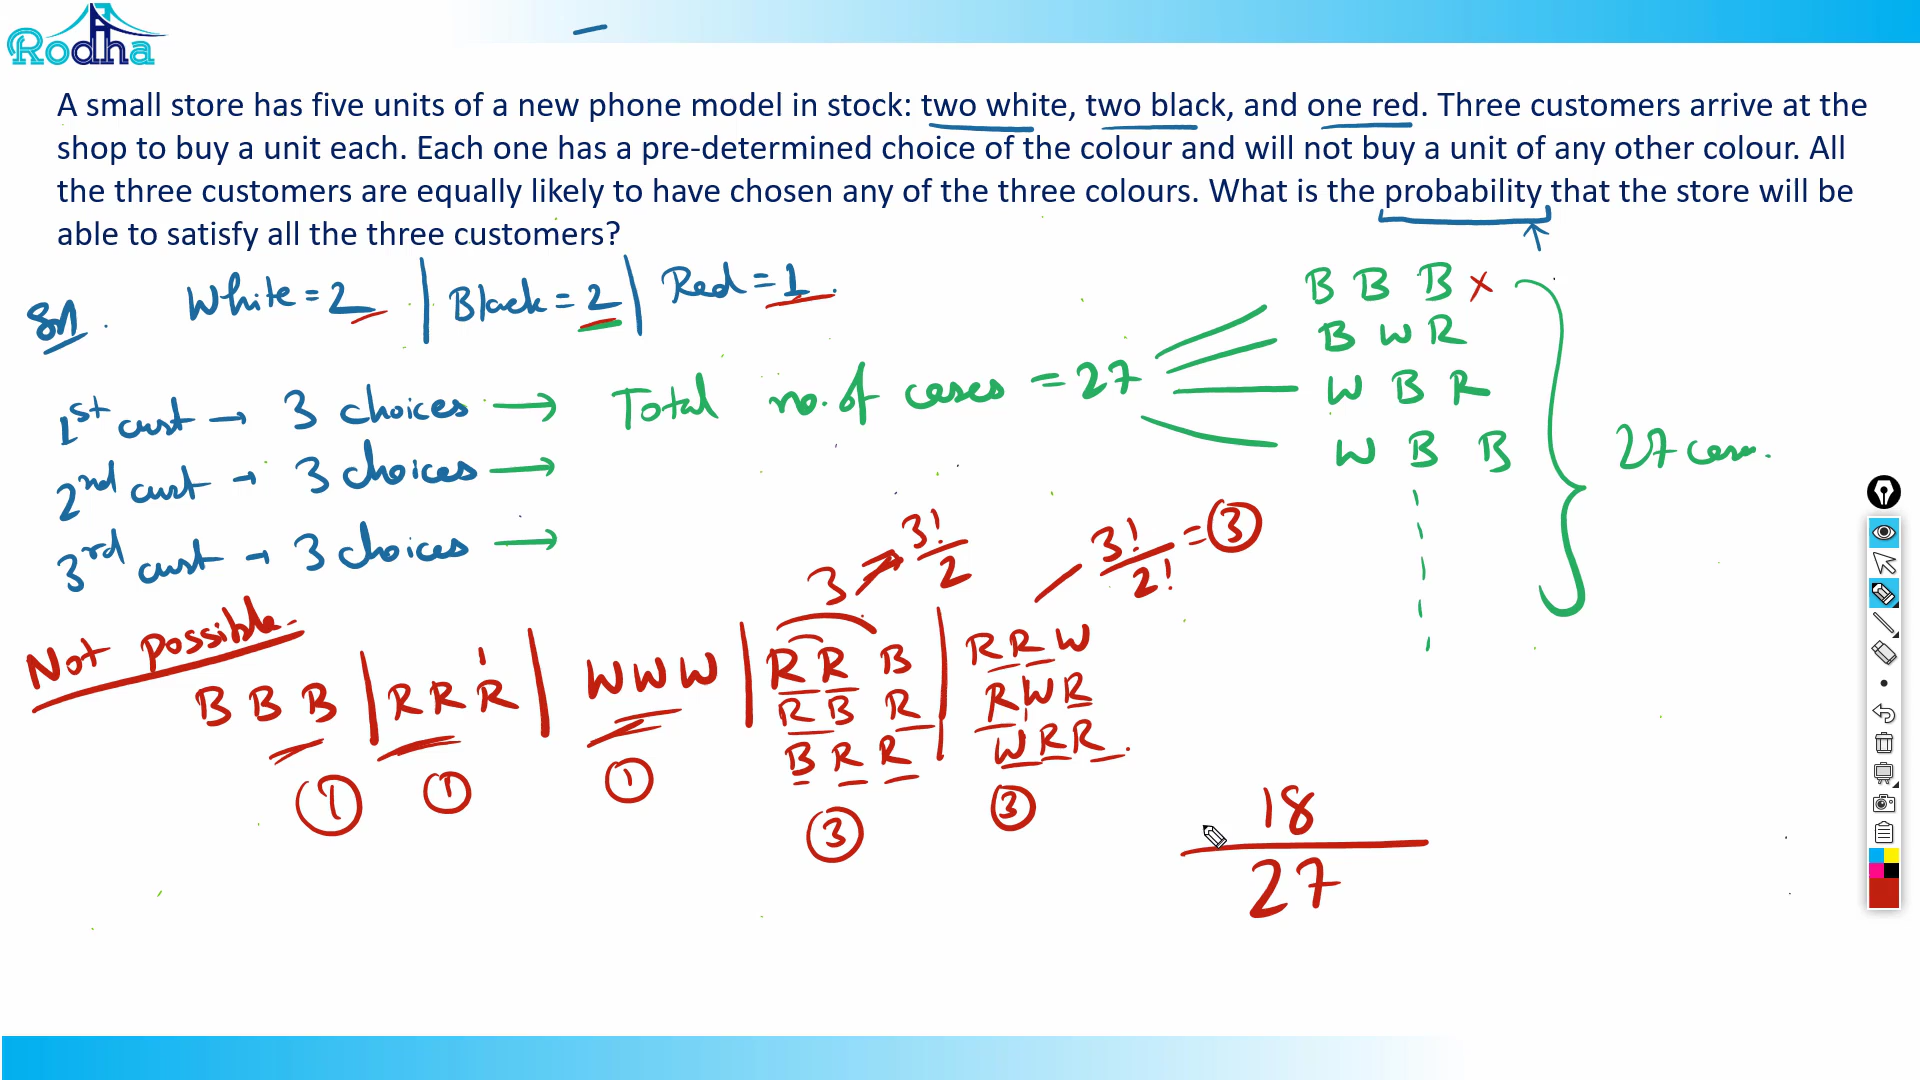 Rodha
A small store has five units of a new phone model in stock: two white, two black, and one red. Three customers arrive at the
shop to buy a unit each. Each one has a pre-determined choice of the colour and will not buy a unit of any other colour. All
the three customers are equally likely to have chosen any of the three colours. What is the probability that the store will be
able to satisfy all the three customers?
White = 2 | Black = 2 | Red = 1
1st cust → 3 choices → Total no. of cases = 27
2nd cust → 3 choices →
3rd cust → 3 choices →
B B B ×
B W R
W B R
W B B
27 cases.
Not possible
B B B | R R R | W W W | R R B | R R W
R B R | R W R
B R R | W R R
3 → 3!/2
3!/2! = 3
1
1
1
3
3
18
27